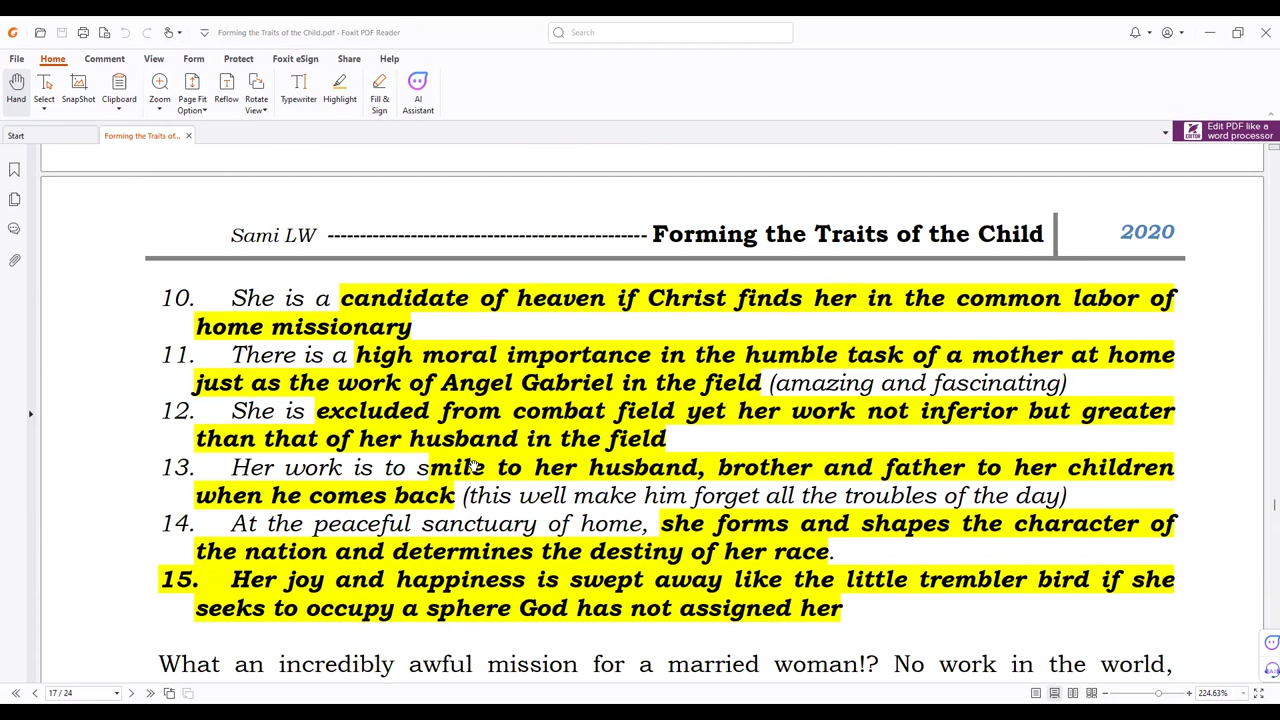 Forming the Traits of the Child.pdf - Foxit PDF Reader
Search
File Home Comment View Form Protect Foxit eSign Share Help
Hand Select SnapShot Clipboard Zoom Page Fit Option Reflow Rotate View Typewriter Highlight Fill & Sign AI Assistant
Start Forming the Traits of... Edit PDF like a word processor
EDITOR
Sami LW -------------------------------------------------- Forming the Traits of the Child 2020
10. She is a candidate of heaven if Christ finds her in the common labor of
home missionary
11. There is a high moral importance in the humble task of a mother at home
just as the work of Angel Gabriel in the field (amazing and fascinating)
12. She is excluded from combat field yet her work not inferior but greater
than that of her husband in the field
13. Her work is to smile to her husband, brother and father to her children
when he comes back (this well make him forget all the troubles of the day)
14. At the peaceful sanctuary of home, she forms and shapes the character of
the nation and determines the destiny of her race.
15. Her joy and happiness is swept away like the little trembler bird if she
seeks to occupy a sphere God has not assigned her
What an incredibly awful mission for a married woman!? No work in the world,
17 / 24 224.63%